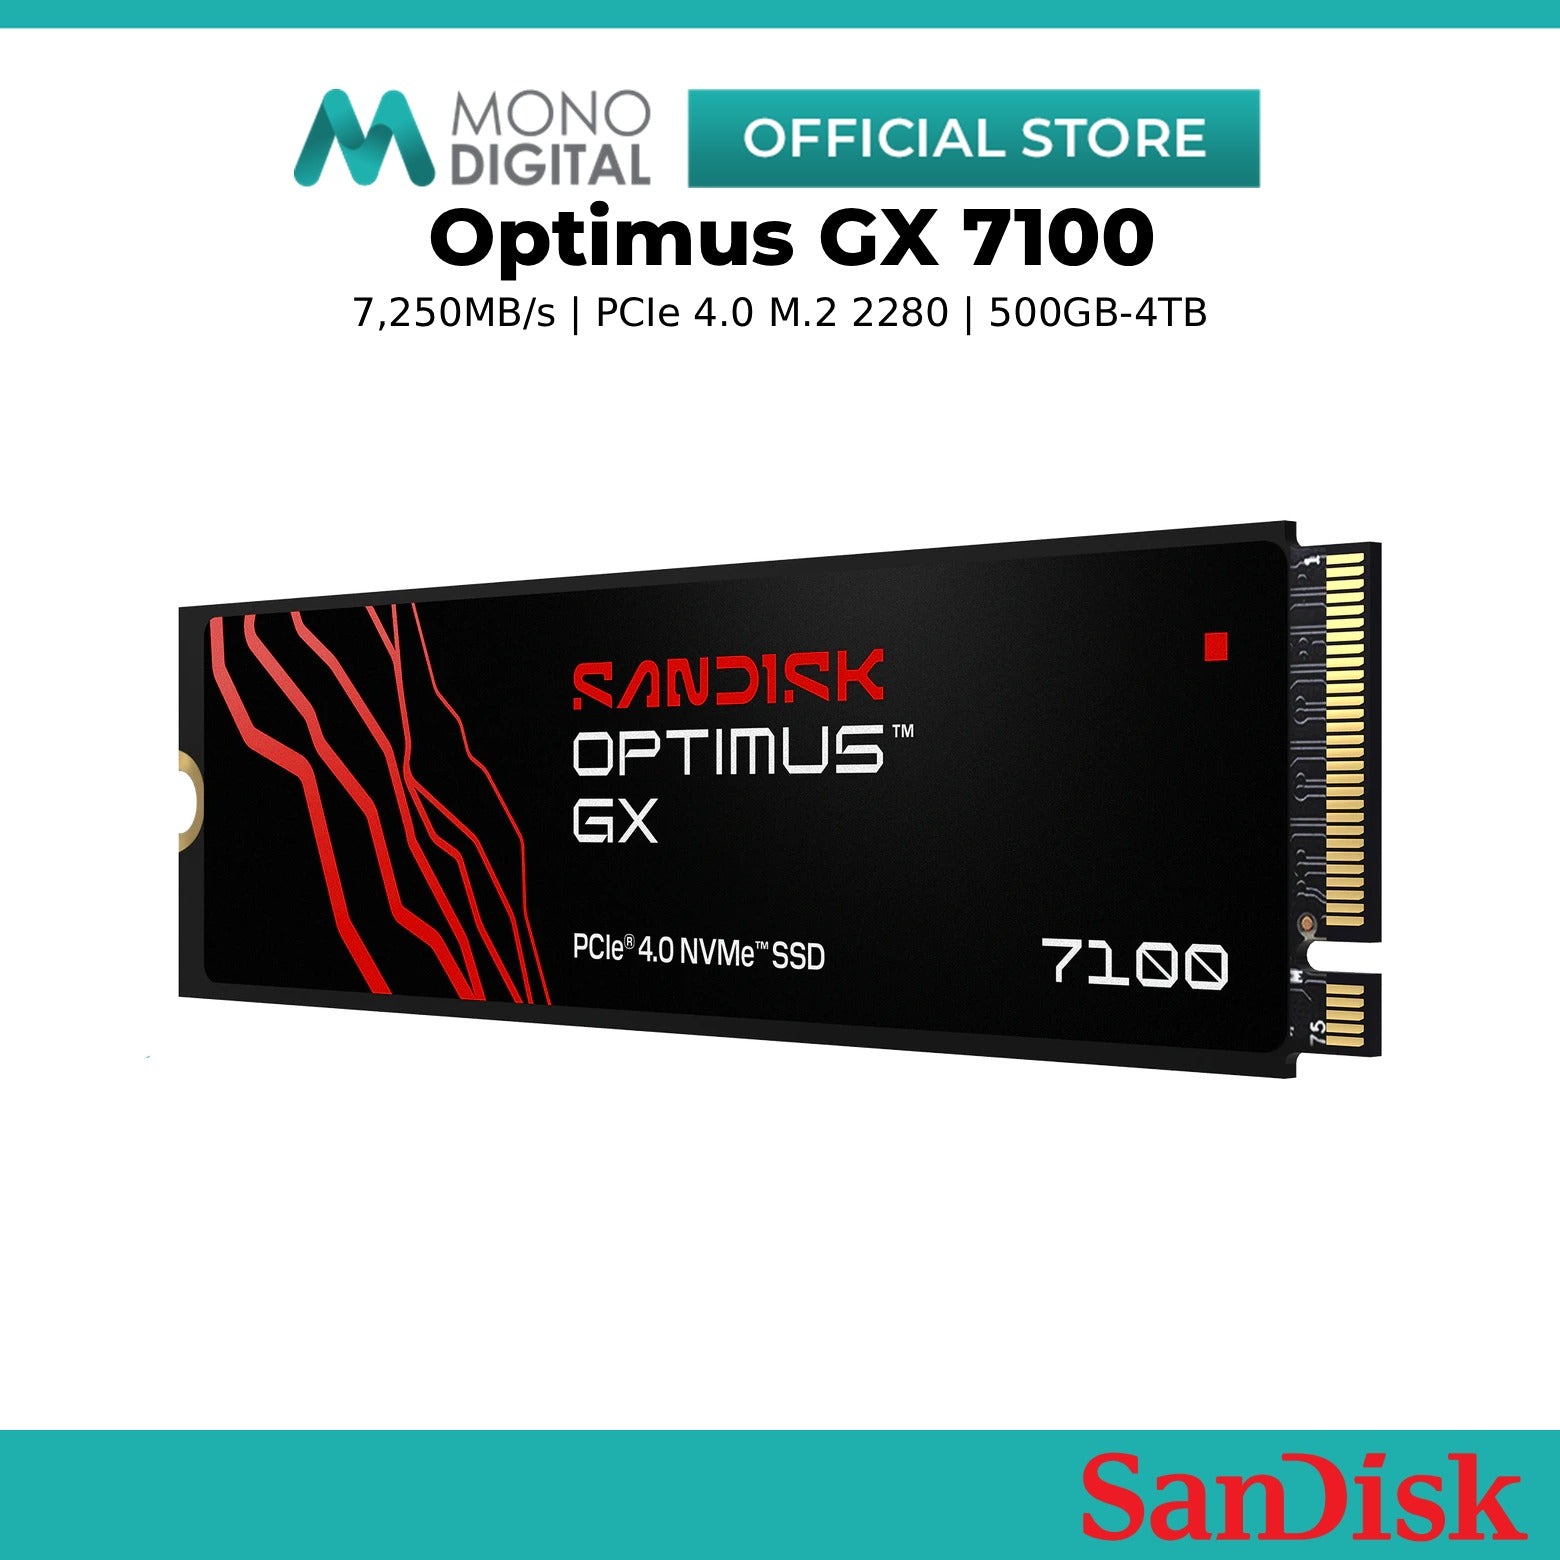 MONO
DIGITAL
OFFICIAL STORE
Optimus GX 7100
7,250MB/s | PCIe 4.0 M.2 2280 | 500GB-4TB
SANDISK
OPTIMUS™
GX
PCIe® 4.0 NVMe™ SSD
7100
1
75
SanDisk